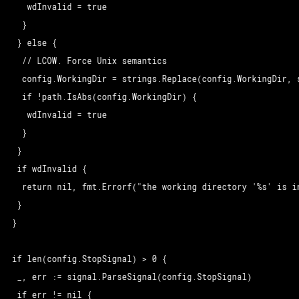 wdInvalid = true
}
} else {
// LCOW. Force Unix semantics
config.WorkingDir = strings.Replace(config.WorkingDir,
if !path.IsAbs(config.WorkingDir) {
wdInvalid = true
}
}
if wdInvalid {
return nil, fmt.Errorf("the working directory '%s' is
}
}
if len(config.StopSignal) > 0 {
_, err := signal.ParseSignal(config.StopSignal)
if err != nil {